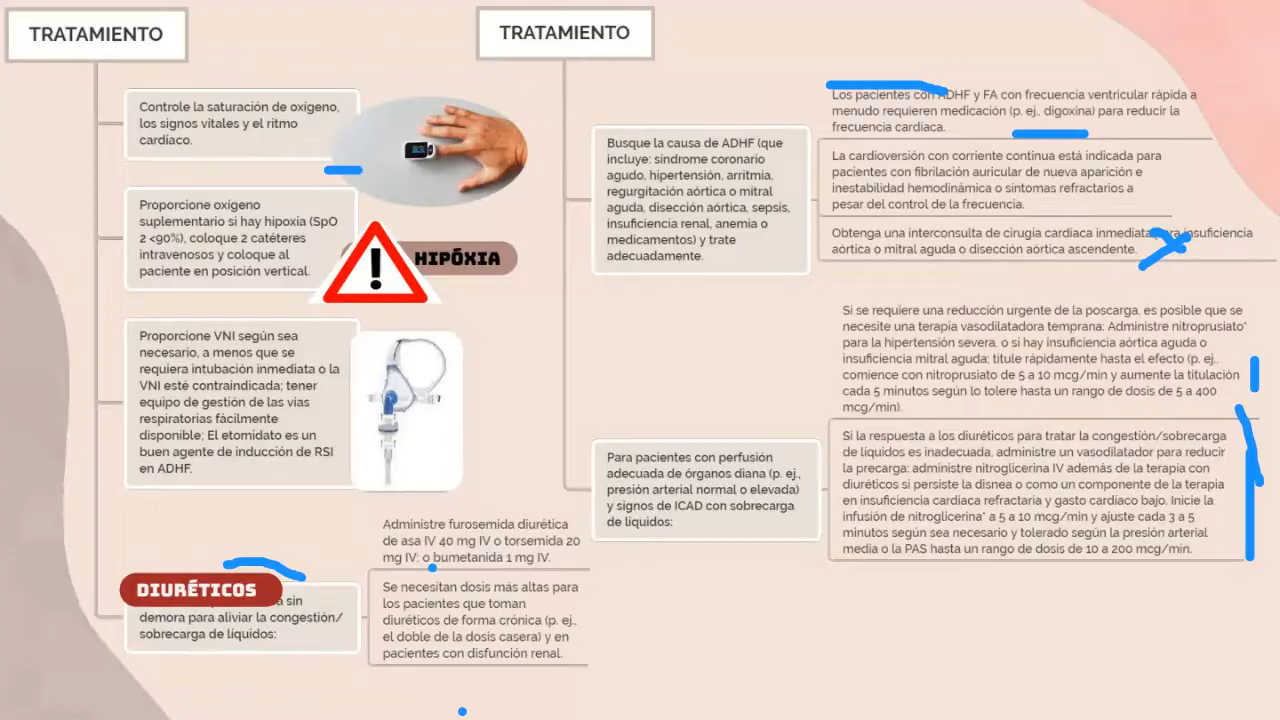 TRATAMIENTO
Controle la saturación de oxígeno,
los signos vitales y el ritmo
cardíaco.
Proporcione oxígeno
suplementario si hay hipoxia (SpO
2 <90%), coloque 2 catéteres
intravenosos y coloque al
paciente en posición vertical.
HIPÓXIA
Proporcione VNI según sea
necesario, a menos que se
requiera intubación inmediata o la
VNI esté contraindicada; tener
equipo de gestión de las vías
respiratorias fácilmente
disponible; El etomidato es un
buen agente de inducción de RSI
en ADHF.
DIURÉTICOS
a sin
demora para aliviar la congestión/
sobrecarga de líquidos:
Administre furosemida diurética
de asa IV 40 mg IV o torsemida 20
mg IV; o bumetanida 1 mg IV.
Se necesitan dosis más altas para
los pacientes que toman
diuréticos de forma crónica (p. ej.,
el doble de la dosis casera) y en
pacientes con disfunción renal.
TRATAMIENTO
Busque la causa de ADHF (que
incluye: síndrome coronario
agudo, hipertensión, arritmia,
regurgitación aórtica o mitral
aguda, disección aórtica, sepsis,
insuficiencia renal, anemia o
medicamentos) y trate
adecuadamente.
Los pacientes con ADHF y FA con frecuencia ventricular rápida a
menudo requieren medicación (p. ej., digoxina) para reducir la
frecuencia cardíaca.
La cardioversión con corriente continua está indicada para
pacientes con fibrilación auricular de nueva aparición e
inestabilidad hemodinámica o síntomas refractarios a
pesar del control de la frecuencia.
Obtenga una interconsulta de cirugía cardíaca inmediata para insuficiencia
aórtica o mitral aguda o disección aórtica ascendente.
Para pacientes con perfusión
adecuada de órganos diana (p. ej.,
presión arterial normal o elevada)
y signos de ICAD con sobrecarga
de líquidos:
Si se requiere una reducción urgente de la poscarga, es posible que se
necesite una terapia vasodilatadora temprana: Administre nitroprusiato*
para la hipertensión severa, o si hay insuficiencia aórtica aguda o
insuficiencia mitral aguda; titule rápidamente hasta el efecto (p. ej.,
comience con nitroprusiato de 5 a 10 mcg/min y aumente la titulación
cada 5 minutos según lo tolere hasta un rango de dosis de 5 a 400
mcg/min).
Si la respuesta a los diuréticos para tratar la congestión/sobrecarga
de líquidos es inadecuada, administre un vasodilatador para reducir
la precarga: administre nitroglicerina IV además de la terapia con
diuréticos si persiste la disnea o como un componente de la terapia
en insuficiencia cardíaca refractaria y gasto cardíaco bajo. Inicie la
infusión de nitroglicerina* a 5 a 10 mcg/min y ajuste cada 3 a 5
minutos según sea necesario y tolerado según la presión arterial
media o la PAS hasta un rango de dosis de 10 a 200 mcg/min.